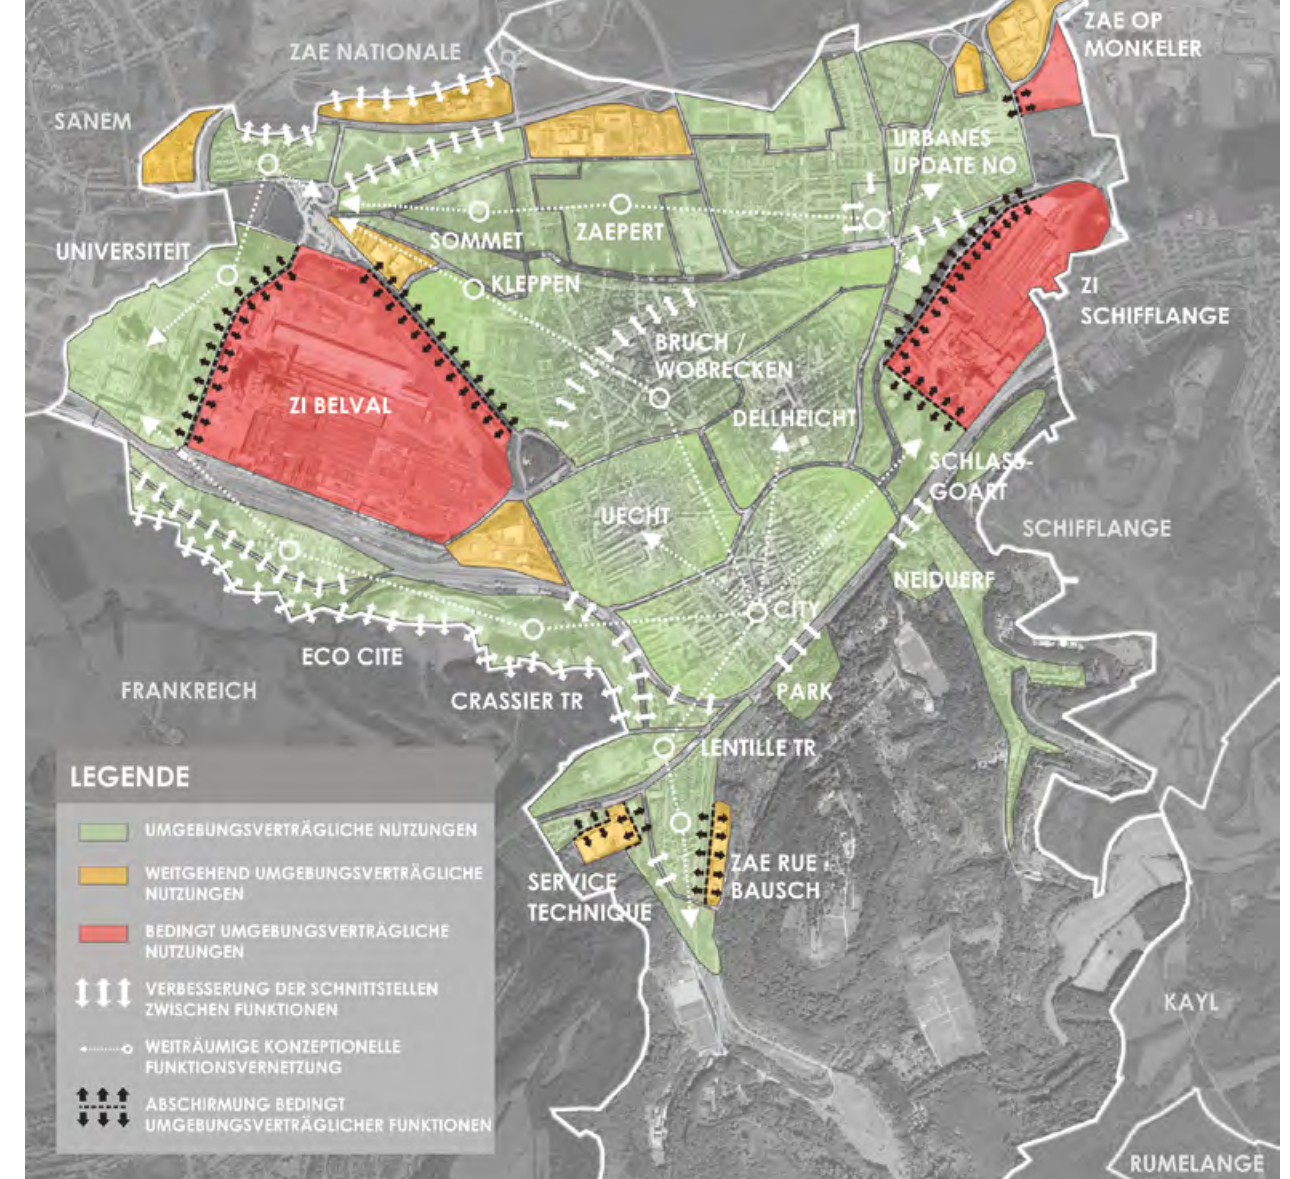 ZAE OP
MONKELER
ZAE NATIONALE
SANEM
URBANES
UPDATE NO
UNIVERSITEIT
SOMMET
ZAEPERT
KLEPPEN
ZI
SCHIFFLANGE
BRUCH /
WOBRECKEN
ZI BELVAL
DELLHEICHT
SCHLASS-
GOART
UECHT
SCHIFFLANGE
NEIDUERF
CITY
ECO CITE
FRANKREICH
CRASSIER TR
PARK
LENTILLE TR
SERVICE
TECHNIQUE
ZAE RUE
BAUSCH
KAYL
RUMELANGE
LEGENDE
UMGEBUNGSVERTRÄGLICHE NUTZUNGEN
WEITGEHEND UMGEBUNGSVERTRÄGLICHE
NUTZUNGEN
BEDINGT UMGEBUNGSVERTRÄGLICHE
NUTZUNGEN
VERBESSERUNG DER SCHNITTSTELLEN
ZWISCHEN FUNKTIONEN
WEITRÄUMIGE KONZEPTIONELLE
FUNKTIONSVERNETZUNG
ABSCHIRMUNG BEDINGT
UMGEBUNGSVERTRÄGLICHER FUNKTIONEN